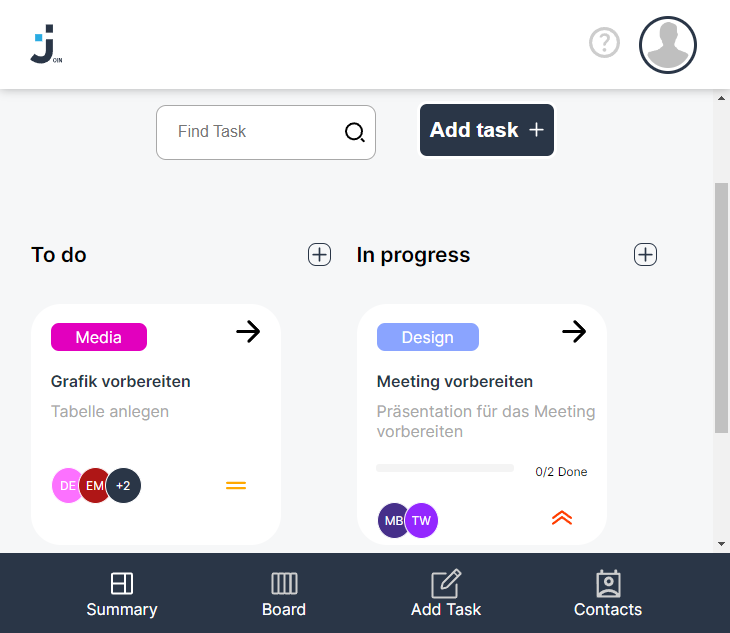 J
OIN
?
Find Task
Add task +
To do
In progress
Media
Design
Grafik vorbereiten
Tabelle anlegen
Meeting vorbereiten
Präsentation für das Meeting
vorbereiten
0/2 Done
DE EM +2
MB TW
Summary
Board
Add Task
Contacts